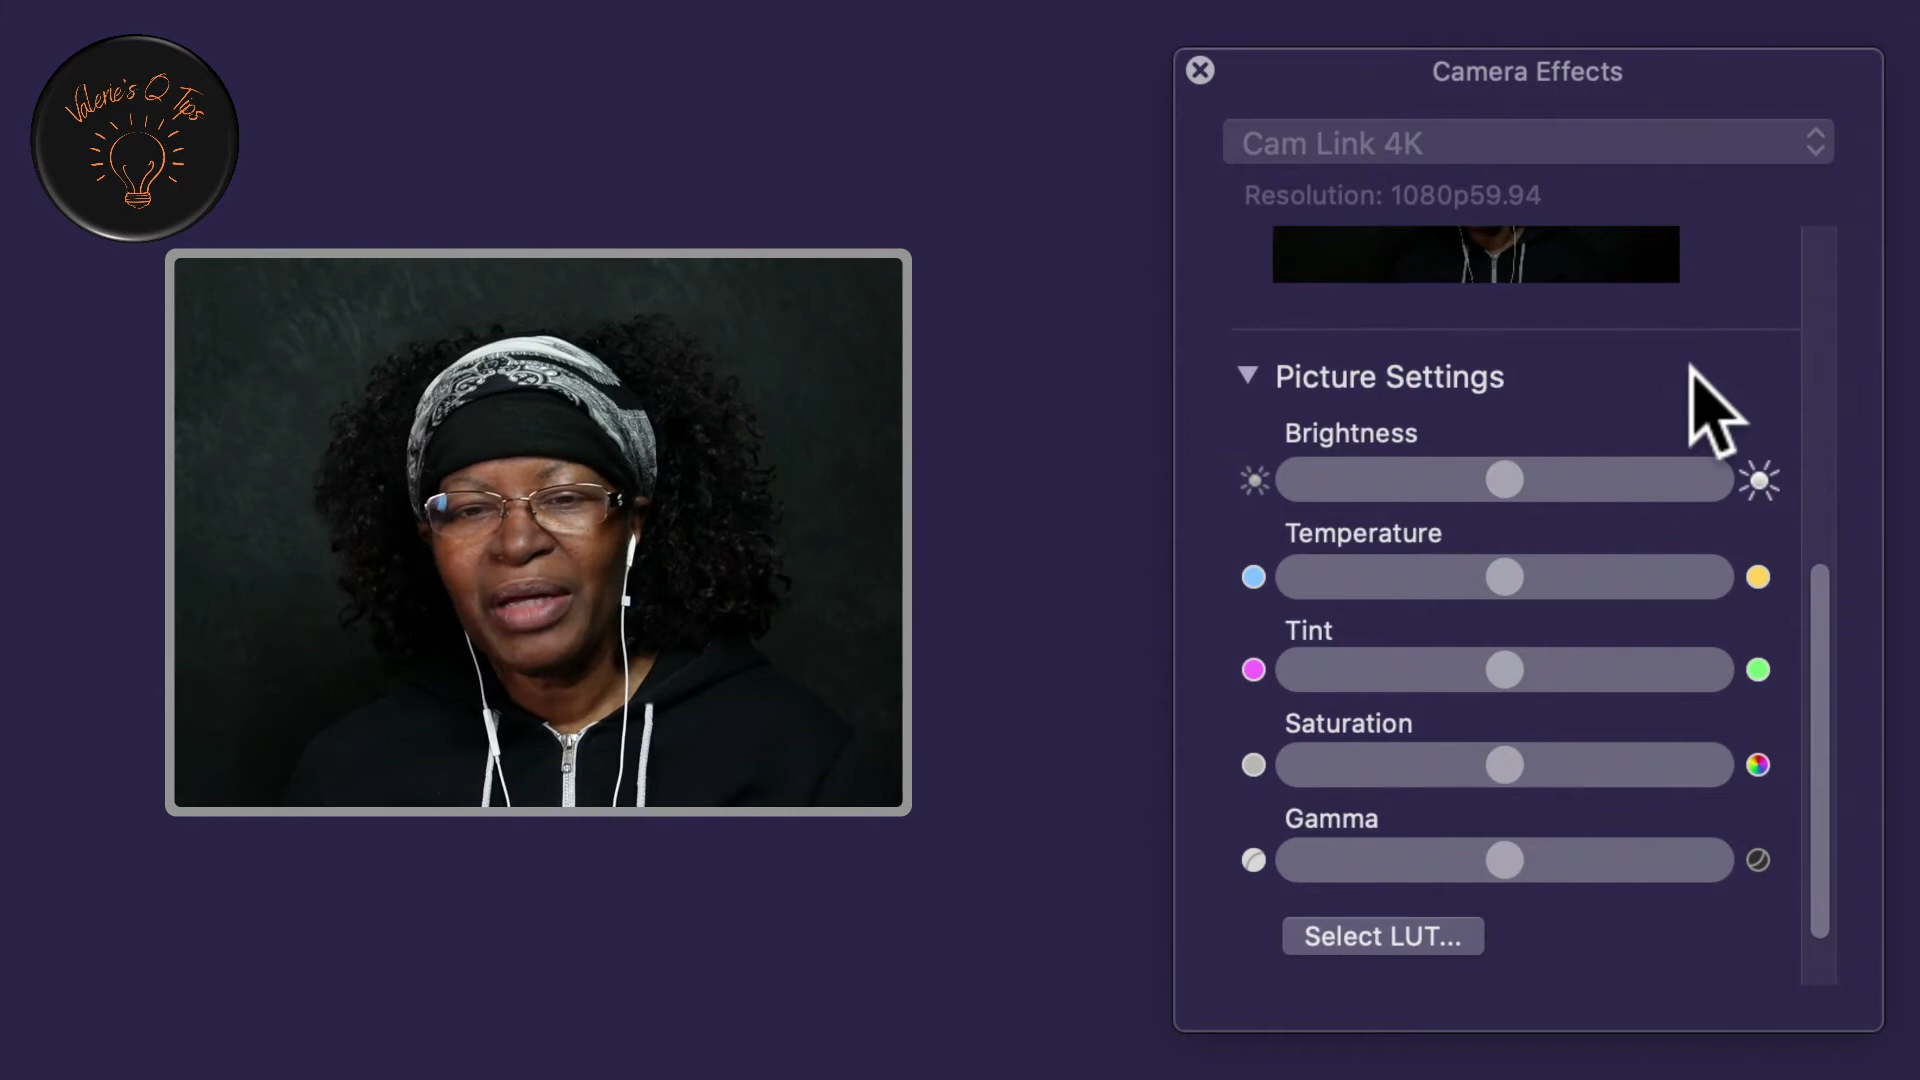 Valerie's Q Tips
Camera Effects
Cam Link 4K
Resolution: 1080p59.94
Picture Settings
Brightness
Temperature
Tint
Saturation
Gamma
Select LUT...